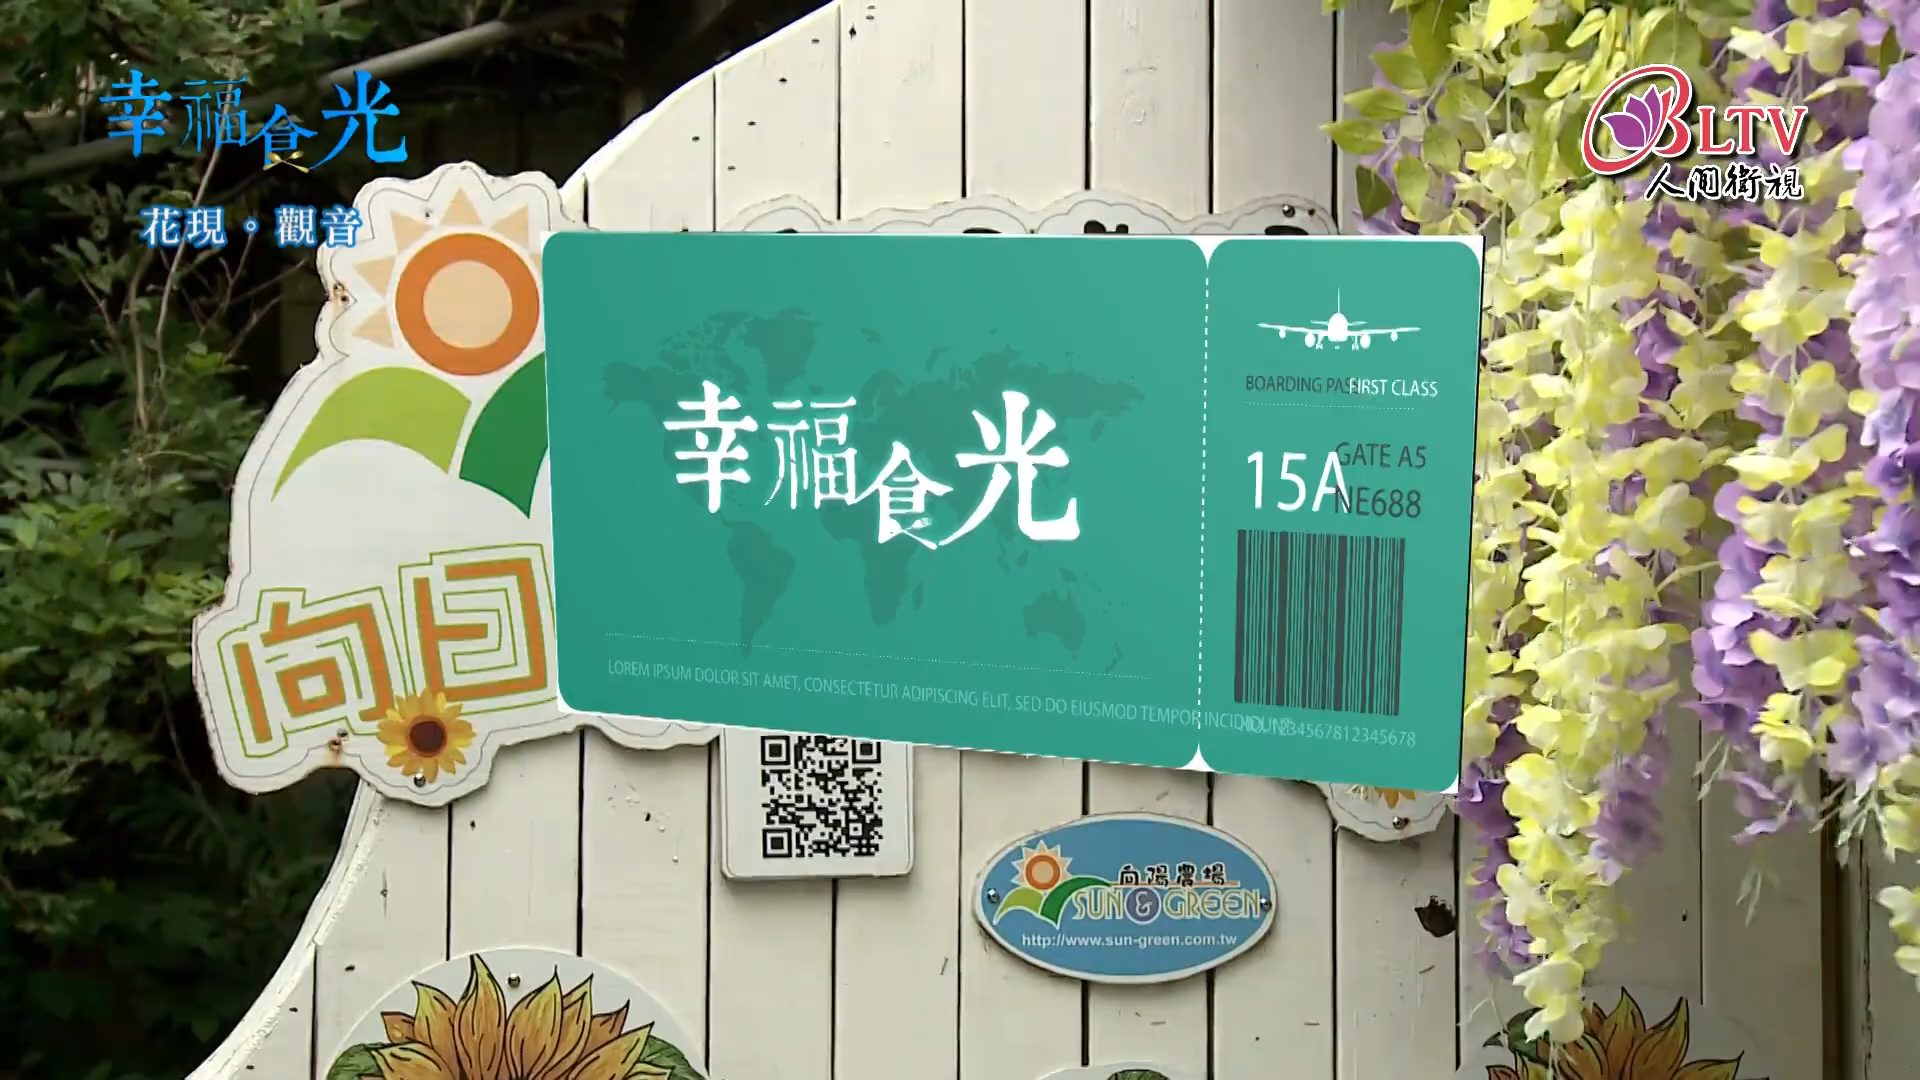 幸福食光
花現。觀音
BLTV
人間衛視
幸福食光
BOARDING PASS
FIRST CLASS
15A
GATE A5
NE688
LOREM IPSUM DOLOR SIT AMET, CONSECTETUR ADIPISCING ELIT, SED DO EIUSMOD TEMPOR INCIDIDUNT
1234567812345678
向日
向陽農場
SUN & GREEN
http://www.sun-green.com.tw